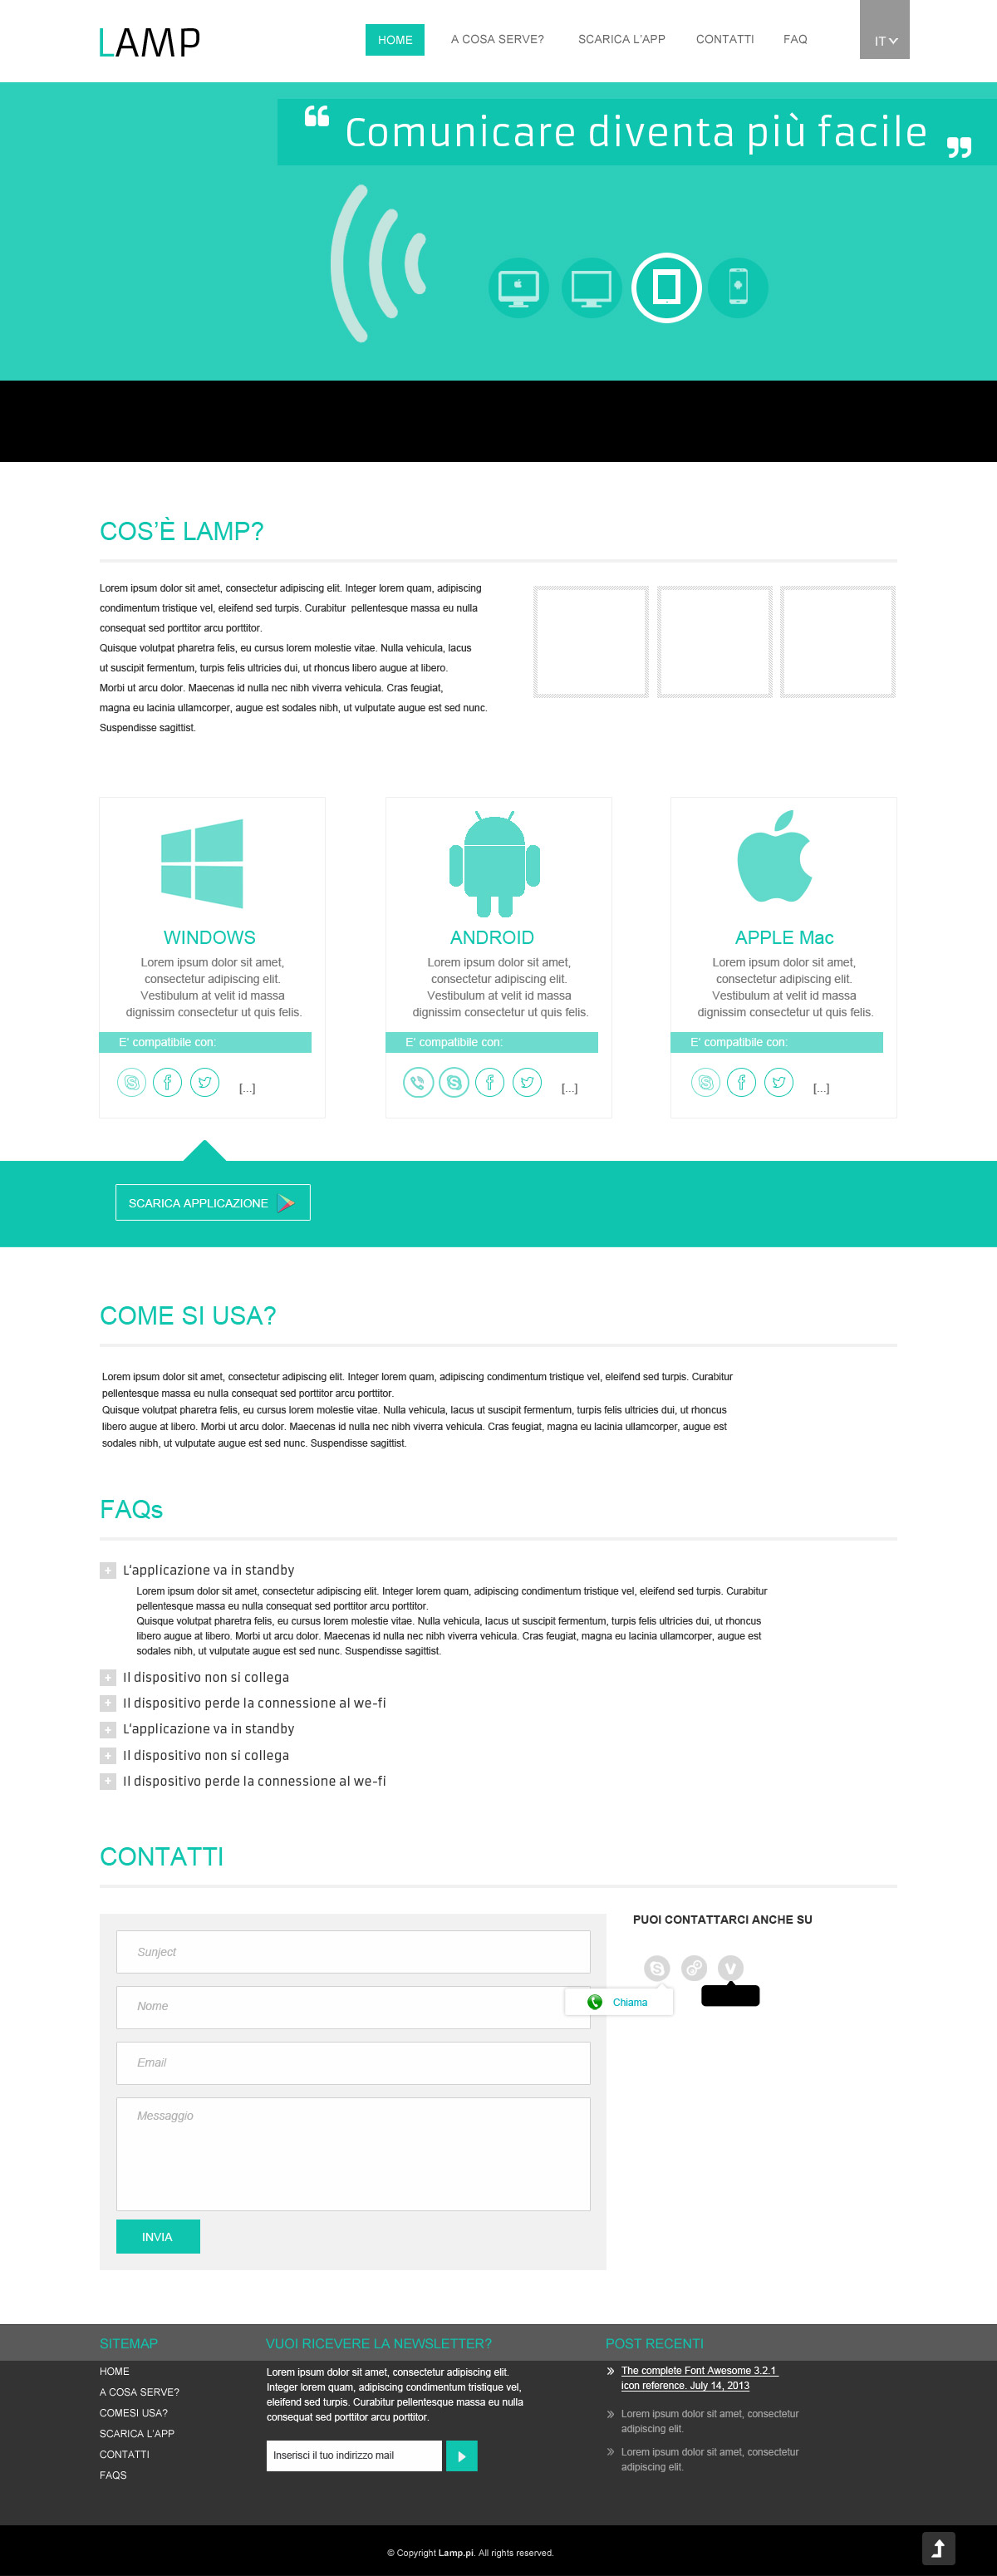 LAMP
HOME A COSA SERVE? SCARICA L'APP CONTATTI FAQ IT
“ Comunicare diventa più facile ”
COS'È LAMP?
Lorem ipsum dolor sit amet, consectetur adipiscing elit. Integer lorem quam, adipiscing
condimentum tristique vel, eleifend sed turpis. Curabitur pellentesque massa eu nulla
consequat sed porttitor arcu porttitor.
Quisque volutpat pharetra felis, eu cursus lorem molestie vitae. Nulla vehicula, lacus
ut suscipit fermentum, turpis felis ultricies dui, ut rhoncus libero augue at libero.
Morbi ut arcu dolor. Maecenas id nulla nec nibh viverra vehicula. Cras feugiat,
magna eu lacinia ullamcorper, augue est sodales nibh, ut vulputate augue est sed nunc.
Suspendisse sagittist.
WINDOWS
Lorem ipsum dolor sit amet,
consectetur adipiscing elit.
Vestibulum at velit id massa
dignissim consectetur ut quis felis.
E' compatibile con:
[...]
ANDROID
Lorem ipsum dolor sit amet,
consectetur adipiscing elit.
Vestibulum at velit id massa
dignissim consectetur ut quis felis.
E' compatibile con:
[...]
APPLE Mac
Lorem ipsum dolor sit amet,
consectetur adipiscing elit.
Vestibulum at velit id massa
dignissim consectetur ut quis felis.
E' compatibile con:
[...]
SCARICA APPLICAZIONE
COME SI USA?
Lorem ipsum dolor sit amet, consectetur adipiscing elit. Integer lorem quam, adipiscing condimentum tristique vel, eleifend sed turpis. Curabitur
pellentesque massa eu nulla consequat sed porttitor arcu porttitor.
Quisque volutpat pharetra felis, eu cursus lorem molestie vitae. Nulla vehicula, lacus ut suscipit fermentum, turpis felis ultricies dui, ut rhoncus
libero augue at libero. Morbi ut arcu dolor. Maecenas id nulla nec nibh viverra vehicula. Cras feugiat, magna eu lacinia ullamcorper, augue est
sodales nibh, ut vulputate augue est sed nunc. Suspendisse sagittist.
FAQs
L'applicazione va in standby
Lorem ipsum dolor sit amet, consectetur adipiscing elit. Integer lorem quam, adipiscing condimentum tristique vel, eleifend sed turpis. Curabitur
pellentesque massa eu nulla consequat sed porttitor arcu porttitor.
Quisque volutpat pharetra felis, eu cursus lorem molestie vitae. Nulla vehicula, lacus ut suscipit fermentum, turpis felis ultricies dui, ut rhoncus
libero augue at libero. Morbi ut arcu dolor. Maecenas id nulla nec nibh viverra vehicula. Cras feugiat, magna eu lacinia ullamcorper, augue est
sodales nibh, ut vulputate augue est sed nunc. Suspendisse sagittist.
Il dispositivo non si collega
Il dispositivo perde la connessione al we-fi
L'applicazione va in standby
Il dispositivo non si collega
Il dispositivo perde la connessione al we-fi
CONTATTI
Sunject
Nome
Email
Messaggio
INVIA
PUOI CONTATTARCI ANCHE SU
Chiama
SITEMAP
HOME
A COSA SERVE?
COMESI USA?
SCARICA L'APP
CONTATTI
FAQS
VUOI RICEVERE LA NEWSLETTER?
Lorem ipsum dolor sit amet, consectetur adipiscing elit.
Integer lorem quam, adipiscing condimentum tristique vel,
eleifend sed turpis. Curabitur pellentesque massa eu nulla
consequat sed porttitor arcu porttitor.
Inserisci il tuo indirizzo mail
POST RECENTI
The complete Font Awesome 3.2.1
icon reference. July 14, 2013
Lorem ipsum dolor sit amet, consectetur
adipiscing elit.
Lorem ipsum dolor sit amet, consectetur
adipiscing elit.
© Copyright Lamp.pi. All rights reserved.